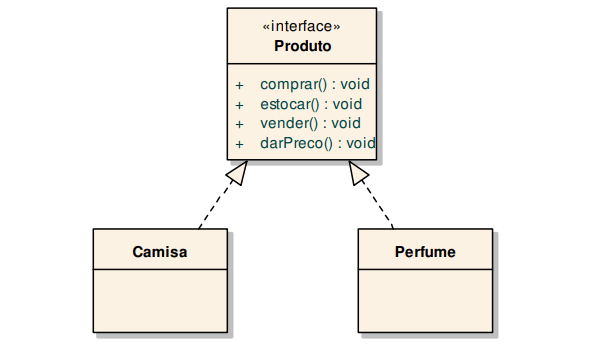 «interface»
Produto
+ comprar() : void
+ estocar() : void
+ vender() : void
+ darPreco() : void
Camisa
Perfume